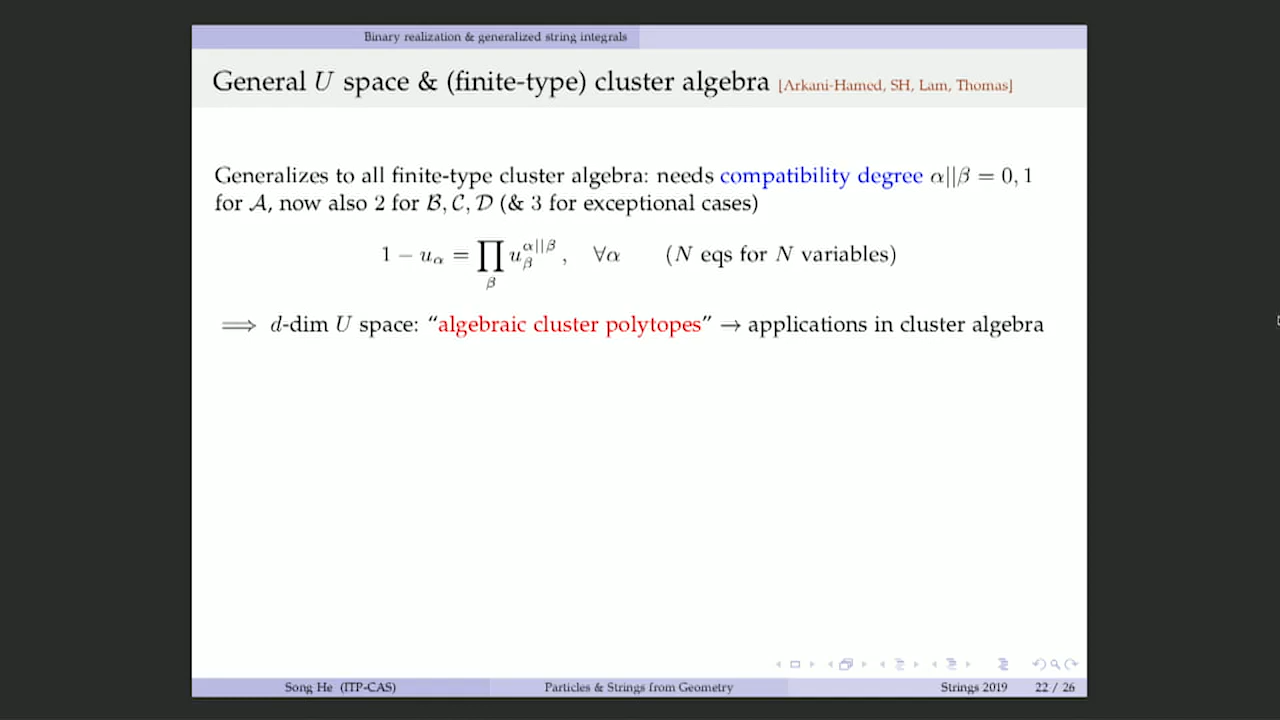 Binary realization & generalized string integrals
General U space & (finite-type) cluster algebra [Arkani-Hamed, SH, Lam, Thomas]
Generalizes to all finite-type cluster algebra: needs compatibility degree α||β = 0, 1
for 𝒜, now also 2 for ℬ, 𝒞, 𝒟 (& 3 for exceptional cases)
1 − u_α = ∏_β u_β^{α||β} , ∀α (N eqs for N variables)
⟹ d-dim U space: “algebraic cluster polytopes” → applications in cluster algebra
Song He (ITP-CAS) Particles & Strings from Geometry Strings 2019 22 / 26